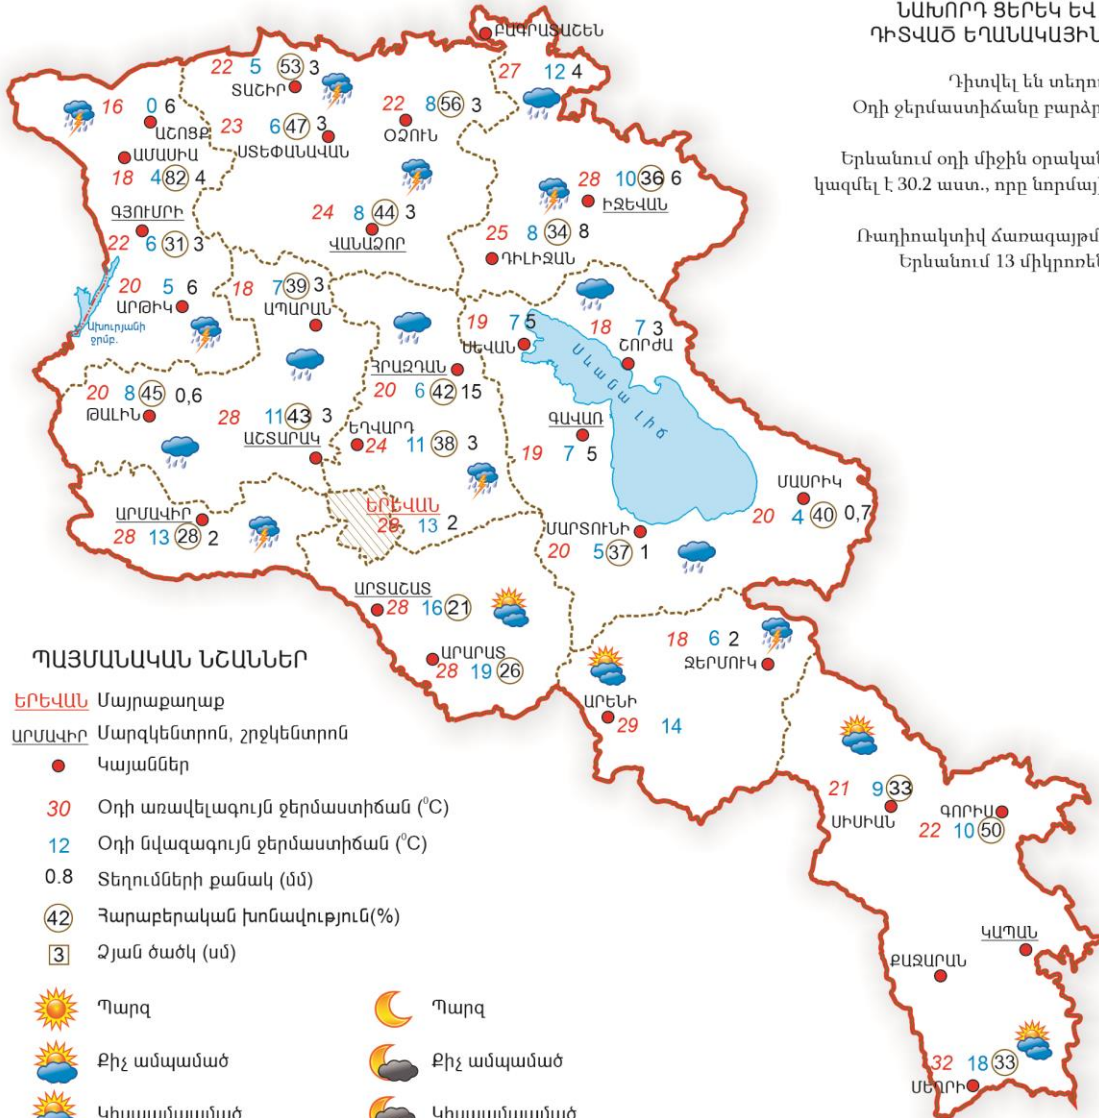 ՆԱԽՈՐԴ ՑԵՐԵԿ ԵՎ
ԴԻՏՎԱԾ ԵՂԱՆԱԿԱՅԻՆ
Դիտվել են տեղու
Օդի ջերմաստիճանը բարձր
Երևանում օդի միջին օրական
կազմել է 30.2 աստ., որը նորմայ
Ռադիոակտիվ ճառագայթմ
Երևանում 13 միկրոռեն
ԲԱԳՐԱՏԱՇԵՆ
27 12 4
22 5 53 3
ՏԱՇԻՐ
16 0 6
ԱՇՈՑՔ
22 8 56 3
ՕՁՈՒՆ
23 6 47 3
ՍՏԵՓԱՆԱՎԱՆ
ԱՄԱՍԻԱ
18 4 82 4
28 10 36 6
ԻՋԵՎԱՆ
ԳՅՈՒՄՐԻ
22 6 31 3
24 8 44 3
ՎԱՆԱՁՈՐ
25 8 34 8
ԴԻԼԻՋԱՆ
20 5 6
ԱՐԹԻԿ
18 7 39 3
ԱՊԱՐԱՆ
Ախուրյանի
ջրմբ.
19 7 5
ՍԵՎԱՆ
18 7 3
ՇՈՐԺԱ
Սևանա Լիճ
ՀՐԱԶԴԱՆ
20 6 42 15
20 8 45 0,6
ԹԱԼԻՆ
28 11 43 3
ԱՇՏԱՐԱԿ
ԵՂՎԱՐԴ
24 11 38 3
ԳԱՎԱՌ
19 7 5
ՄԱՍՐԻԿ
20 4 40 0,7
ԱՐՄԱՎԻՐ
28 13 28 2
ԵՐԵՎԱՆ
28 13 2
ՄԱՐՏՈՒՆԻ
20 5 37 1
ԱՐՏԱՇԱՏ
28 16 21
ԱՐԱՐԱՏ
28 19 26
18 6 2
ՋԵՐՄՈՒԿ
ԱՐԵՆԻ
29 14
21 9 33
ՍԻՍԻԱՆ
ԳՈՐԻՍ
22 10 50
ԿԱՊԱՆ
ՔԱՋԱՐԱՆ
32 18 33
ՄԵՂՐԻ
ՊԱՅՄԱՆԱԿԱՆ ՆՇԱՆՆԵՐ
ԵՐԵՎԱՆ Մայրաքաղաք
ԱՐՄԱՎԻՐ Մարզկենտրոն, շրջկենտրոն
Կայաններ
30 Օդի առավելագույն ջերմաստիճան (⁰C)
12 Օդի նվազագույն ջերմաստիճան (⁰C)
0.8 Տեղումների քանակ (մմ)
42 Հարաբերական խոնավություն(%)
3 Ձյան ծածկ (սմ)
Պարզ Պարզ
Քիչ ամպամած Քիչ ամպամած
Կիսաամպամած Կիսաամպամած